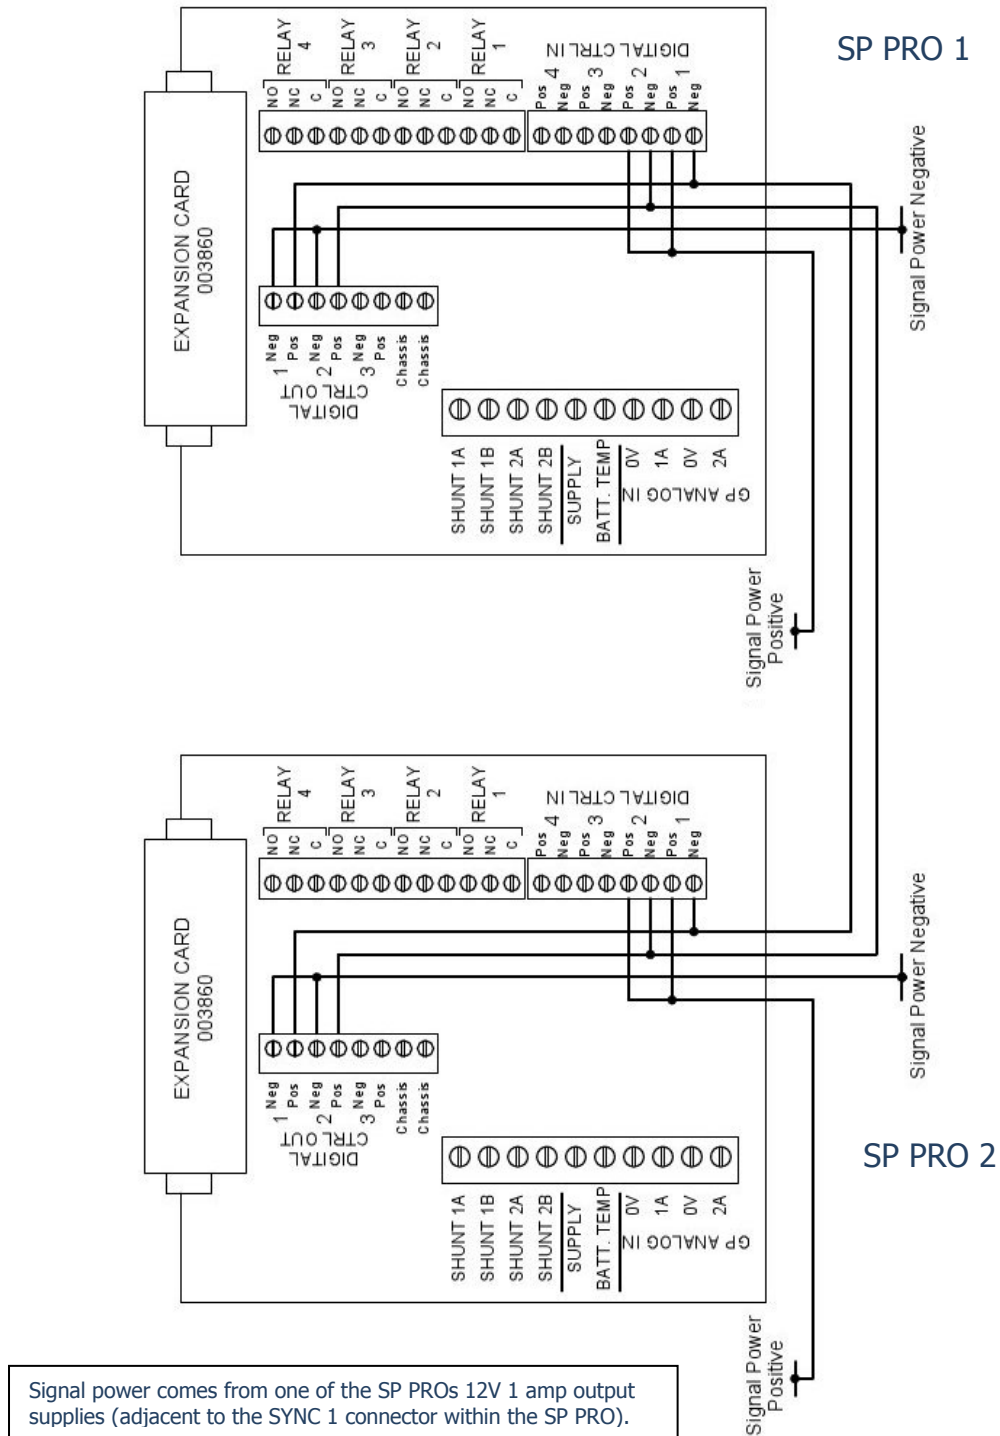 SP PRO 1
RELAY
4
RELAY
3
RELAY
2
RELAY
1
NO
NC
C
NO
NC
C
NO
NC
C
NO
NC
C
DIGITAL CTRL IN
4
3
2
1
Pos
Neg
Pos
Neg
Pos
Neg
Pos
Neg
EXPANSION CARD
003860
Signal Power Negative
Neg
Pos
Neg
Pos
Neg
Pos
Chassis
Chassis
1
2
3
DIGITAL
CTRL OUT
SHUNT 1A
SHUNT 1B
SHUNT 2A
SHUNT 2B
SUPPLY
BATT. TEMP
0V
1A
0V
2A
GP ANALOG IN
Signal Power
Positive
RELAY
4
RELAY
3
RELAY
2
RELAY
1
NO
NC
C
NO
NC
C
NO
NC
C
NO
NC
C
DIGITAL CTRL IN
4
3
2
1
Pos
Neg
Pos
Neg
Pos
Neg
Pos
Neg
EXPANSION CARD
003860
Signal Power Negative
Neg
Pos
Neg
Pos
Neg
Pos
Chassis
Chassis
1
2
3
DIGITAL
CTRL OUT
SP PRO 2
SHUNT 1A
SHUNT 1B
SHUNT 2A
SHUNT 2B
SUPPLY
BATT. TEMP
0V
1A
0V
2A
GP ANALOG IN
Signal Power
Positive
Signal power comes from one of the SP PROs 12V 1 amp output
supplies (adjacent to the SYNC 1 connector within the SP PRO).